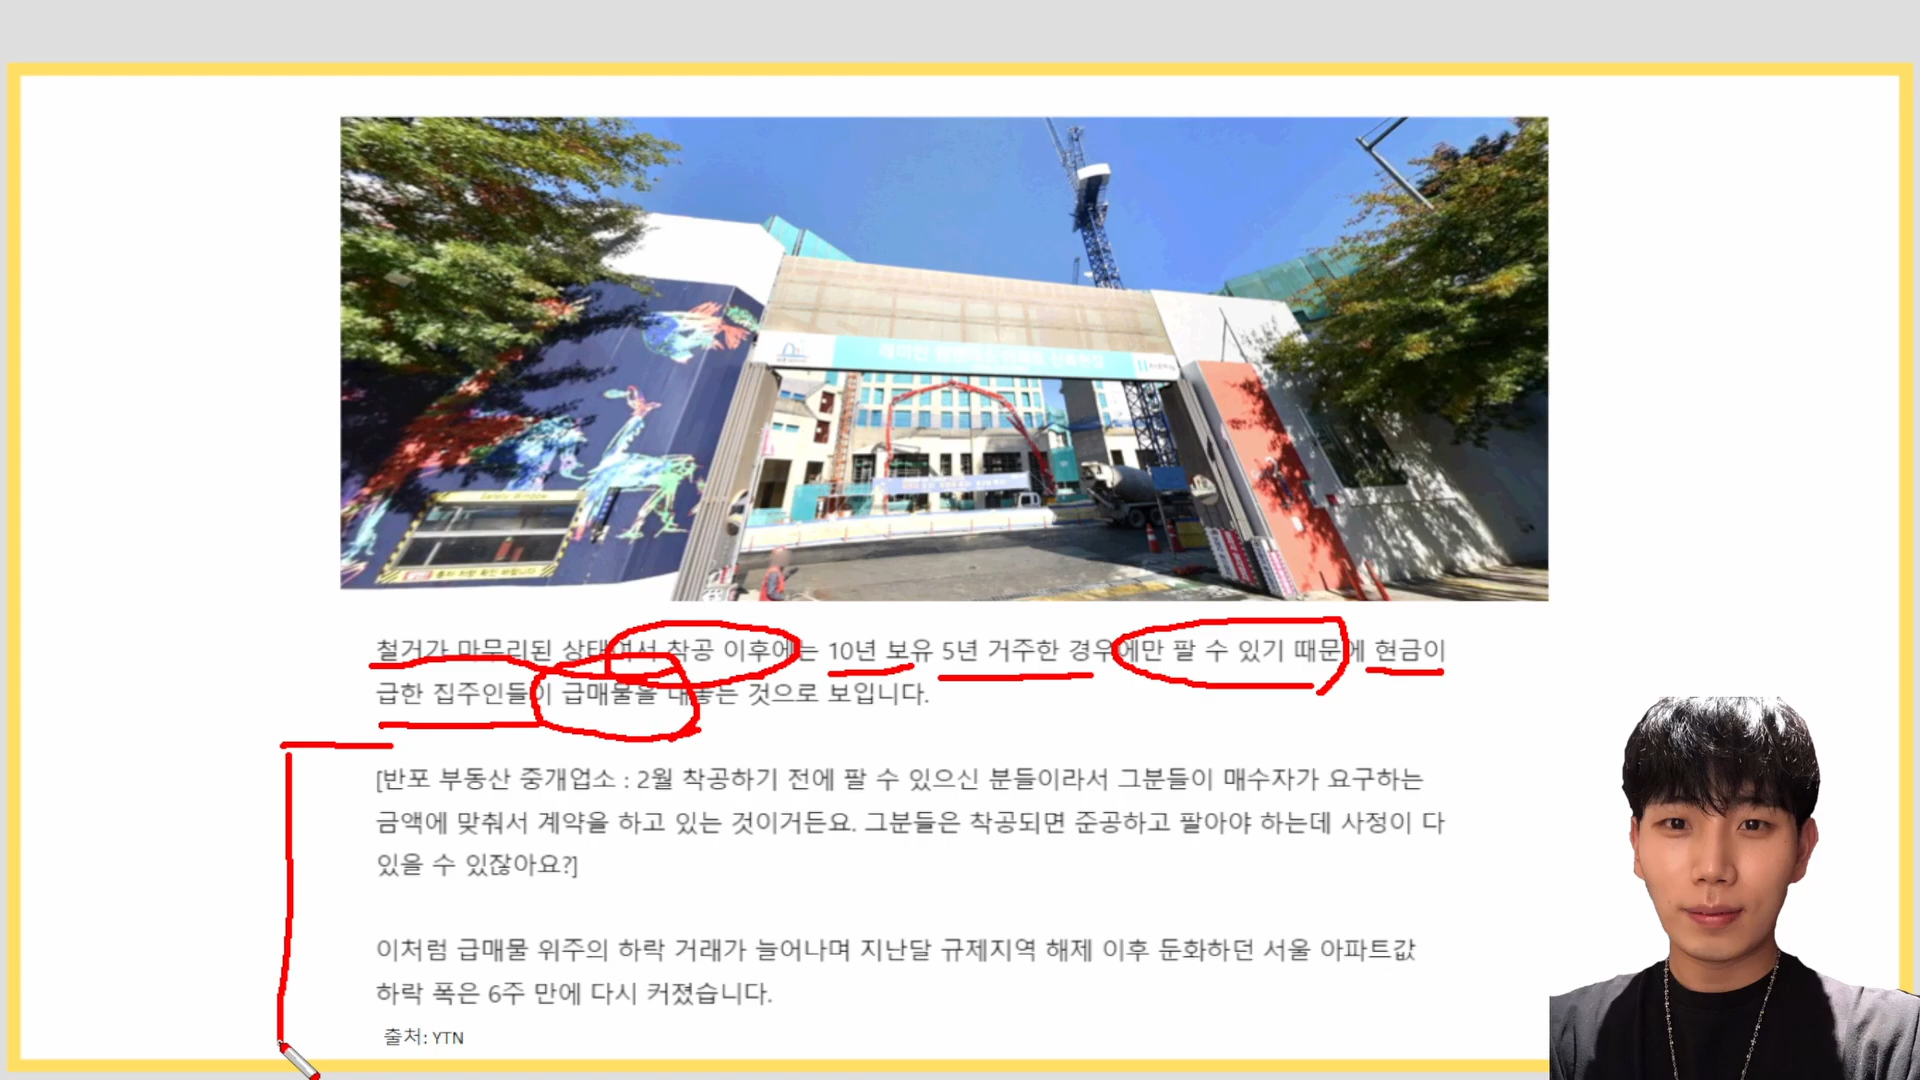 Safety Window
철거가 마무리된 상태여서 착공 이후에는 10년 보유 5년 거주한 경우에만 팔 수 있기 때문에 현금이
급한 집주인들이 급매물을 내놓는 것으로 보입니다.
[반포 부동산 중개업소 : 2월 착공하기 전에 팔 수 있으신 분들이라서 그분들이 매수자가 요구하는
금액에 맞춰서 계약을 하고 있는 것이거든요. 그분들은 착공되면 준공하고 팔아야 하는데 사정이 다
있을 수 있잖아요?]
이처럼 급매물 위주의 하락 거래가 늘어나며 지난달 규제지역 해제 이후 둔화하던 서울 아파트값
하락 폭은 6주 만에 다시 커졌습니다.
출처: YTN